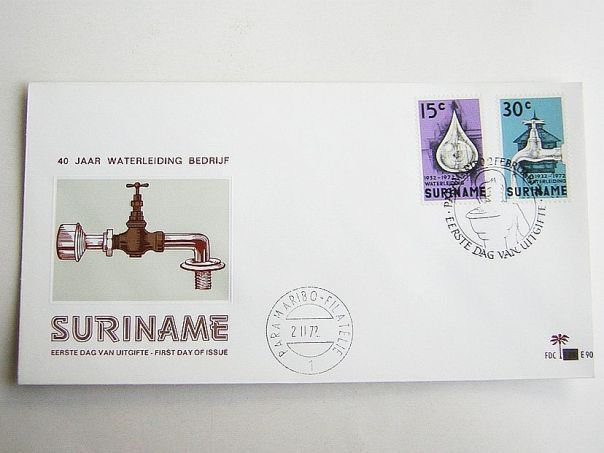 40 JAAR WATERLEIDING BEDRIJF
SURINAME
EERSTE DAG VAN UITGIFTE - FIRST DAY OF ISSUE
PARAMARIBO-FILATELIE
2 II 72
1
15c
1932-1972
WATERLEIDING
SURINAME
30c
1932-1972
WATERLEIDING
SURINAME
EERSTE DAG VAN UITGIFTE
FDC E 90